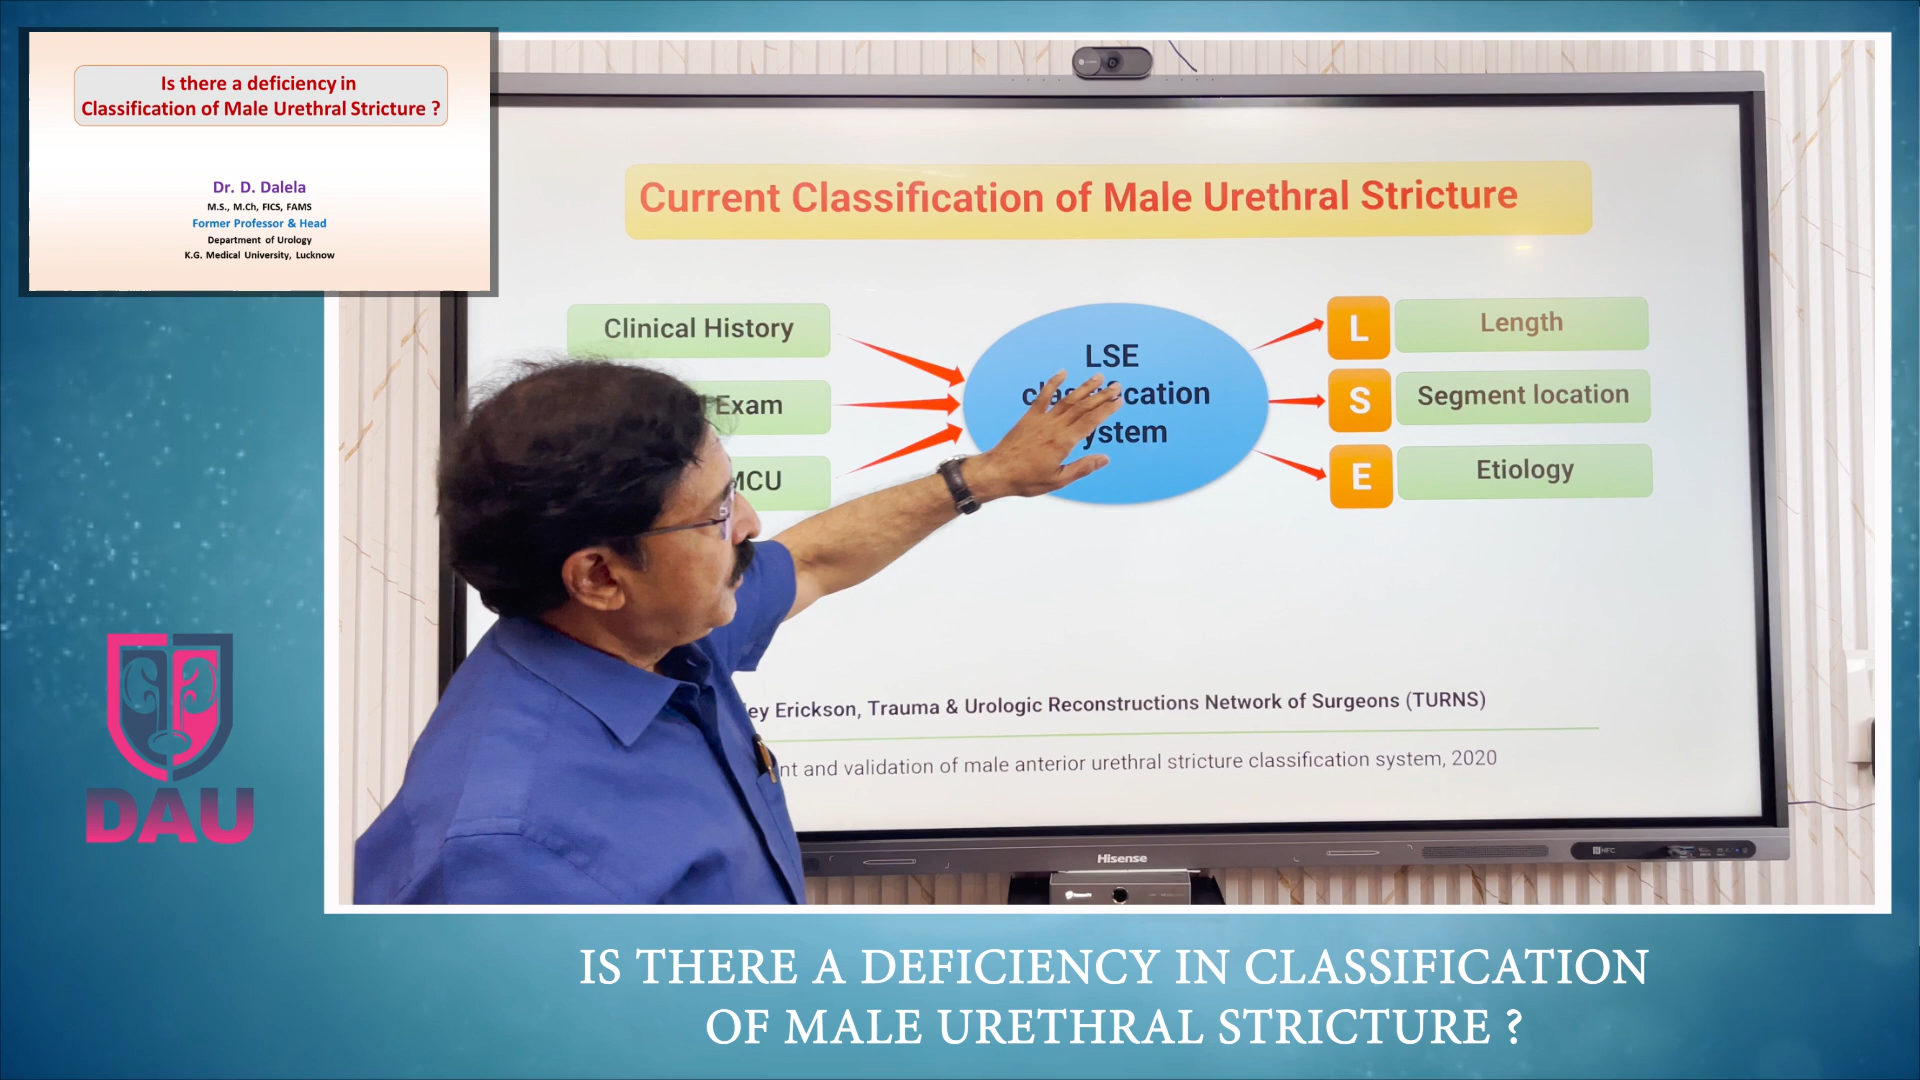 Is there a deficiency in
Classification of Male Urethral Stricture ?
Dr. D. Dalela
M.S., M.Ch, FICS, FAMS
Former Professor & Head
Department of Urology
K.G. Medical University, Lucknow
Current Classification of Male Urethral Stricture
Clinical History
Exam
MCU
LSE
classification
system
L
Length
S
Segment location
E
Etiology
Erickson, Trauma & Urologic Reconstructions Network of Surgeons (TURNS)
and validation of male anterior urethral stricture classification system, 2020
Hisense
NFC
DAU
IS THERE A DEFICIENCY IN CLASSIFICATION
OF MALE URETHRAL STRICTURE ?